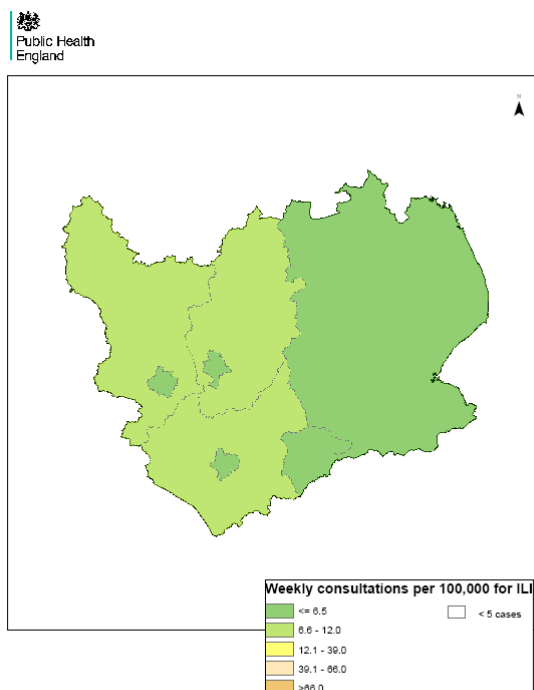 Public Health
England
N
Weekly consultations per 100,000 for ILI
<= 6.5
< 5 cases
6.6 - 12.0
12.1 - 39.0
39.1 - 66.0
>66.0